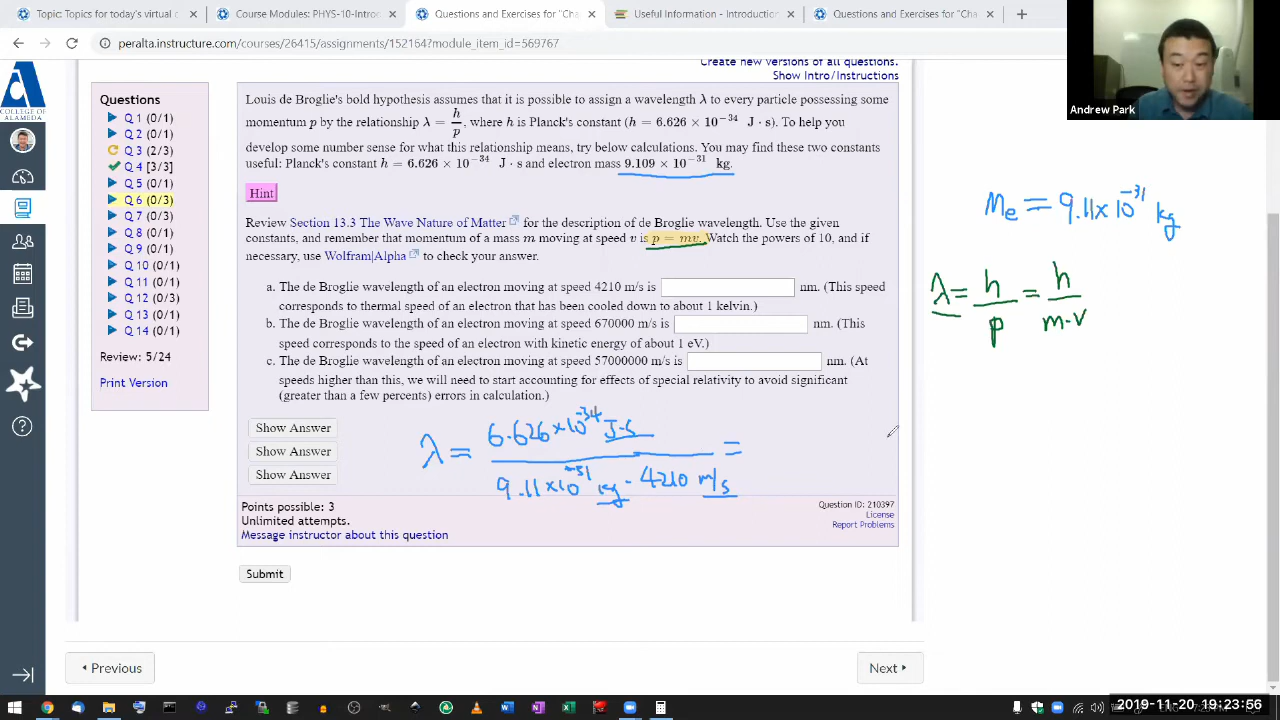 Topic: Topics for today's virtual c
Course Modules: PHYS-10-Introd
Questions and Exercises for "Cha
Useful Information - Mechanics,
Questions and Exercises for "Cha
peralta.instructure.com/courses/26415/assignments/152164?module_item_id=569767
Andrew Park
COLLEGE OF
ALAMEDA
Questions
Q 1 (0/1)
Q 2 (0/1)
Q 3 (2/3)
Q 4 [3/3]
Q 5 (0/1)
Q 6 (0/3)
Q 7 (0/3)
Q 8 (0/1)
Q 9 (0/1)
Q 10 (0/1)
Q 11 (0/1)
Q 12 (0/3)
Q 13 (0/1)
Q 14 (0/1)
Review: 5/24
Print Version
Create new versions of all questions.
Show Intro/Instructions
Louis de Broglie's bold hypothesis assumes that it is possible to assign a wavelength λ to every particle possessing some
momentum p by the relationship = h/p, where h is Planck's constant (h = 6.626 × 10⁻³⁴ J · s). To help you
develop some number sense for what this relationship means, try below calculations. You may find these two constants
useful: Planck's constant h = 6.626 × 10⁻³⁴ J · s and electron mass 9.109 × 10⁻³¹ kg.
Hint
Review Section 13.3 The Wave Nature of Matter for the description of de Broglie wavelength. Use the given
constants, and remember the momentum of a mass m moving at speed v is p = mv. Watch the powers of 10, and if
necessary, use Wolfram|Alpha to check your answer.
a. The de Broglie wavelength of an electron moving at speed 4210 m/s is nm. (This speed
ponds to thermal speed of an electron that has been cooled down to about 1 kelvin.)
b. The de Broglie wavelength of an electron moving at speed 670000 m/s is nm. (This
corresponds to the speed of an electron with kinetic energy of about 1 eV.)
c. The de Broglie wavelength of an electron moving at speed 57000000 m/s is nm. (At
speeds higher than this, we will need to start accounting for effects of special relativity to avoid significant
(greater than a few percents) errors in calculation.)
Show Answer
Show Answer
Show Answer
λ = 6.626×10⁻³⁴ J·s / 9.11×10⁻³¹ kg · 4210 m/s =
Me = 9.11×10⁻³¹ kg
λ = h/p = h/m·v
Points possible: 3
Unlimited attempts.
Message instructor about this question
Question ID: 210397
License
Report Problems
Submit
Previous
Next
2019-11-20 19:23:56